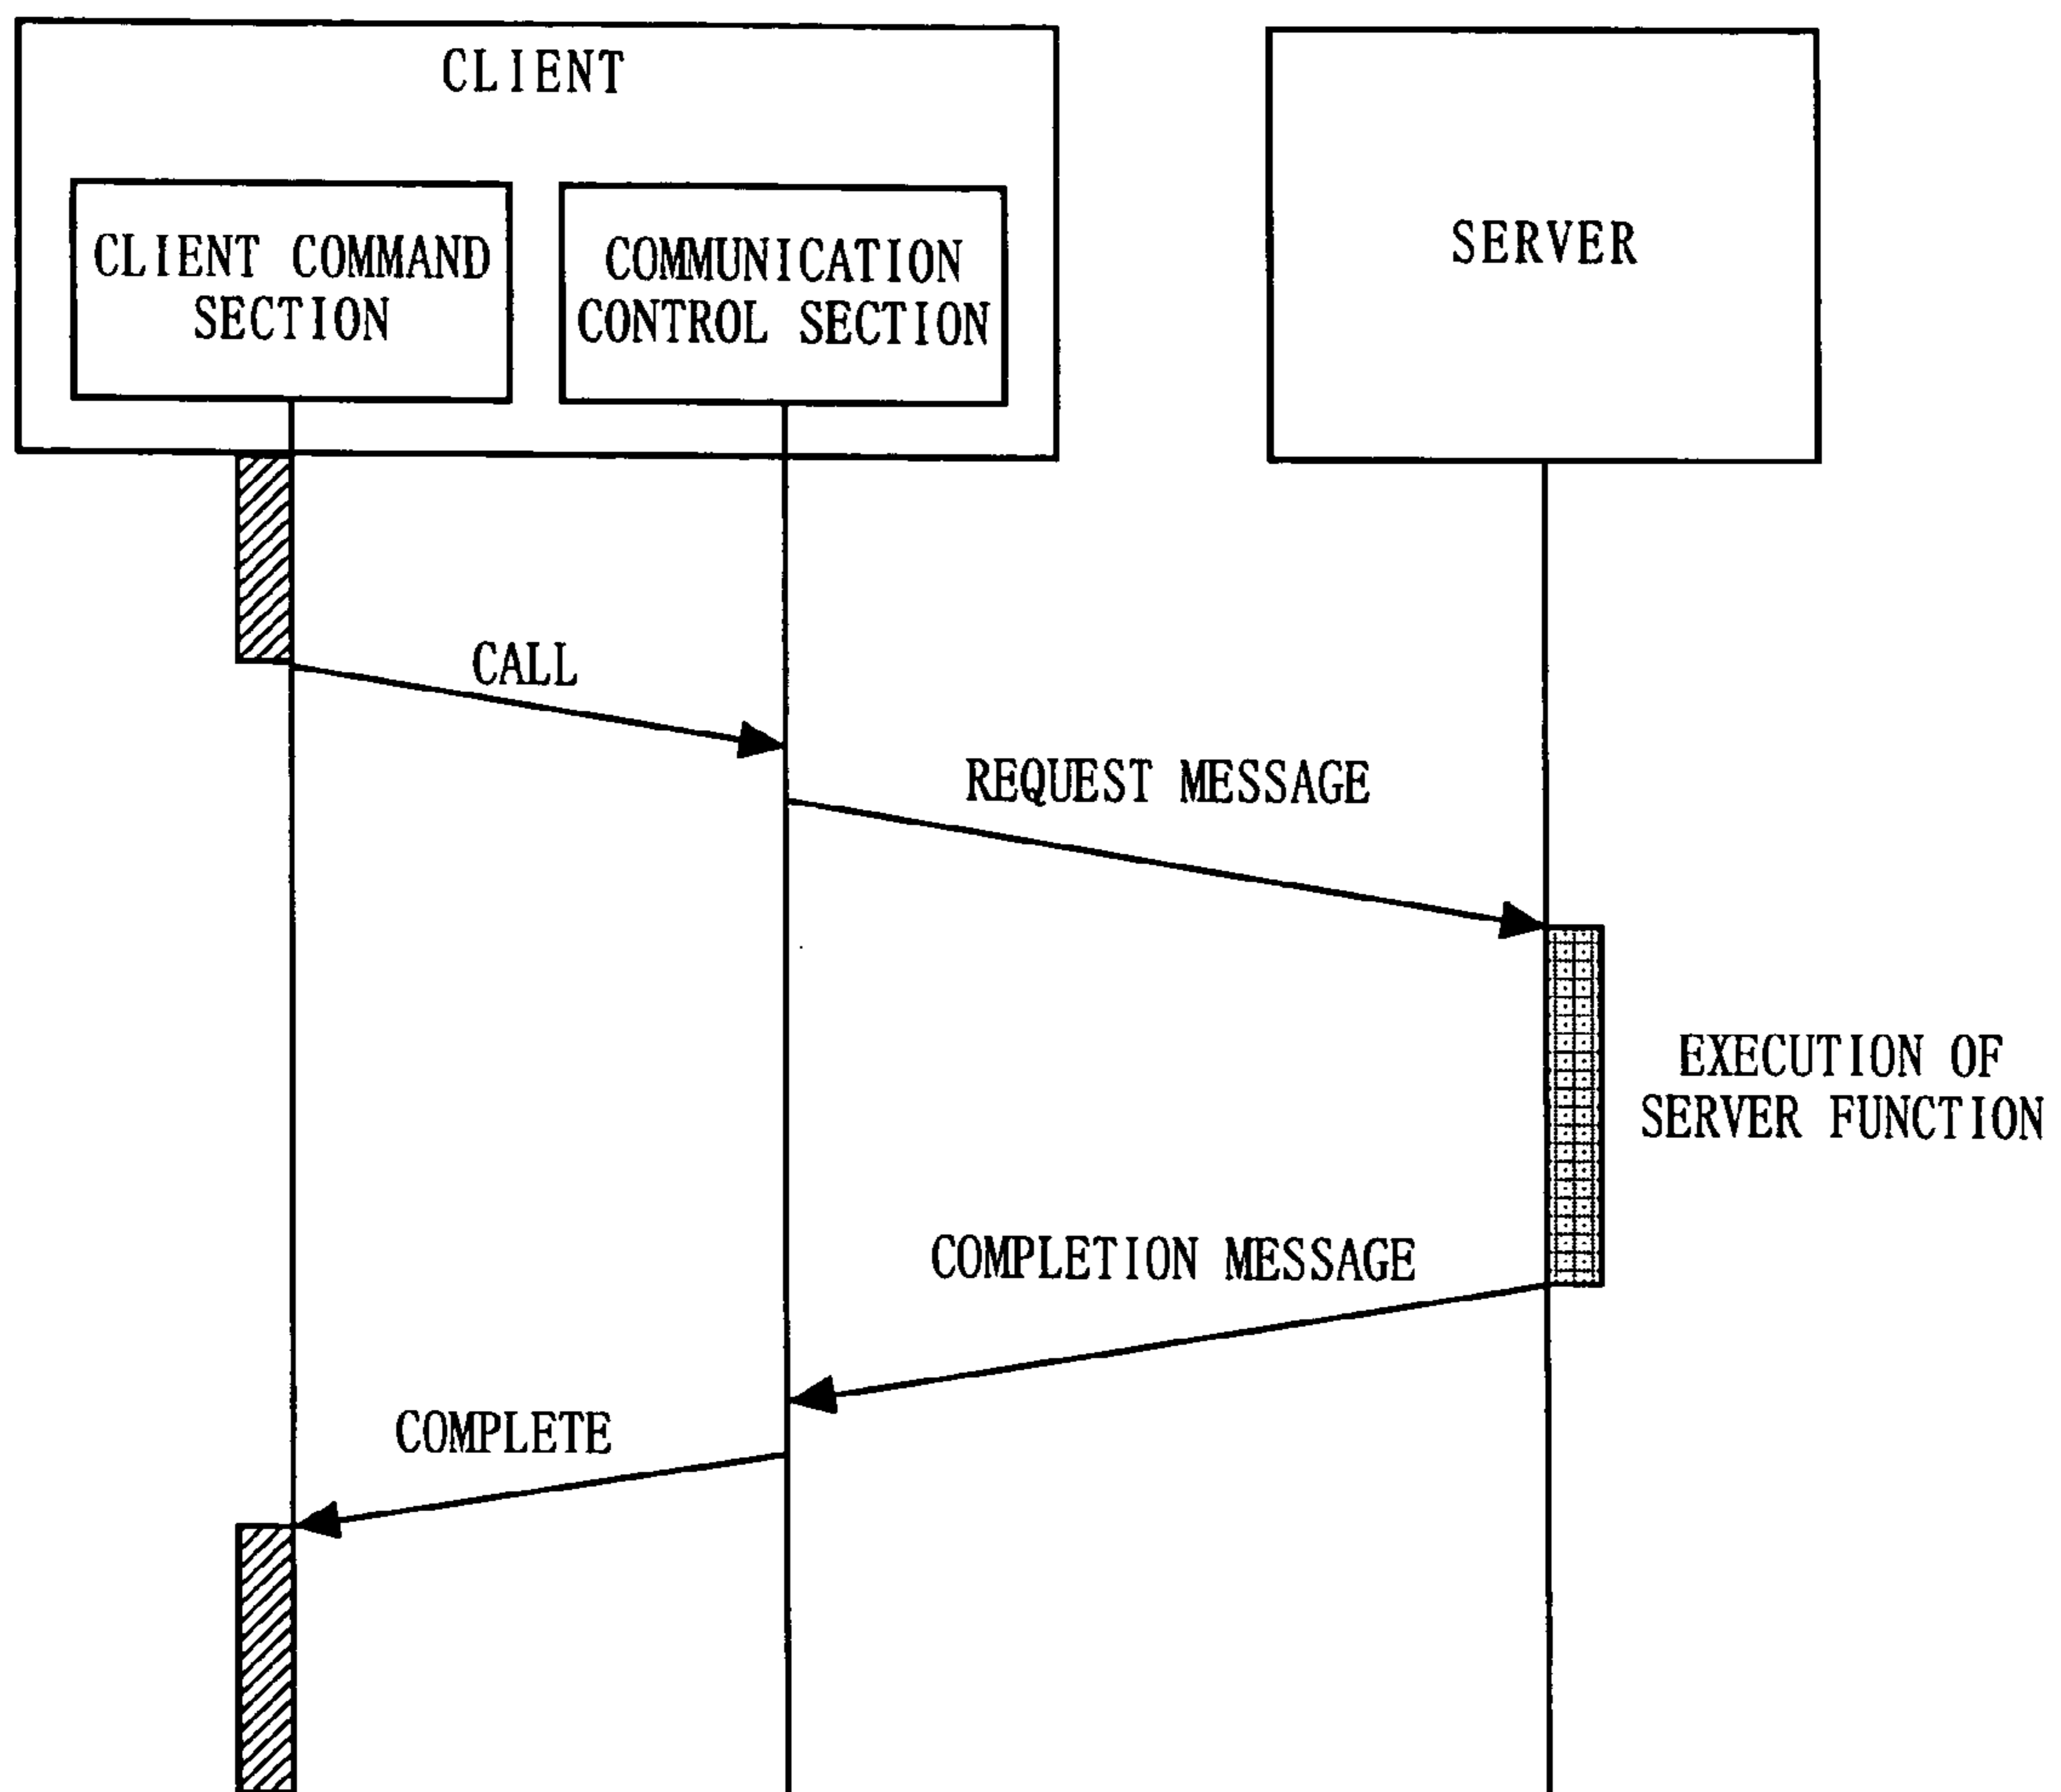 CLIENT
CLIENT COMMAND
SECTION
COMMUNICATION
CONTROL SECTION
SERVER
CALL
REQUEST MESSAGE
EXECUTION OF
SERVER FUNCTION
COMPLETION MESSAGE
COMPLETE